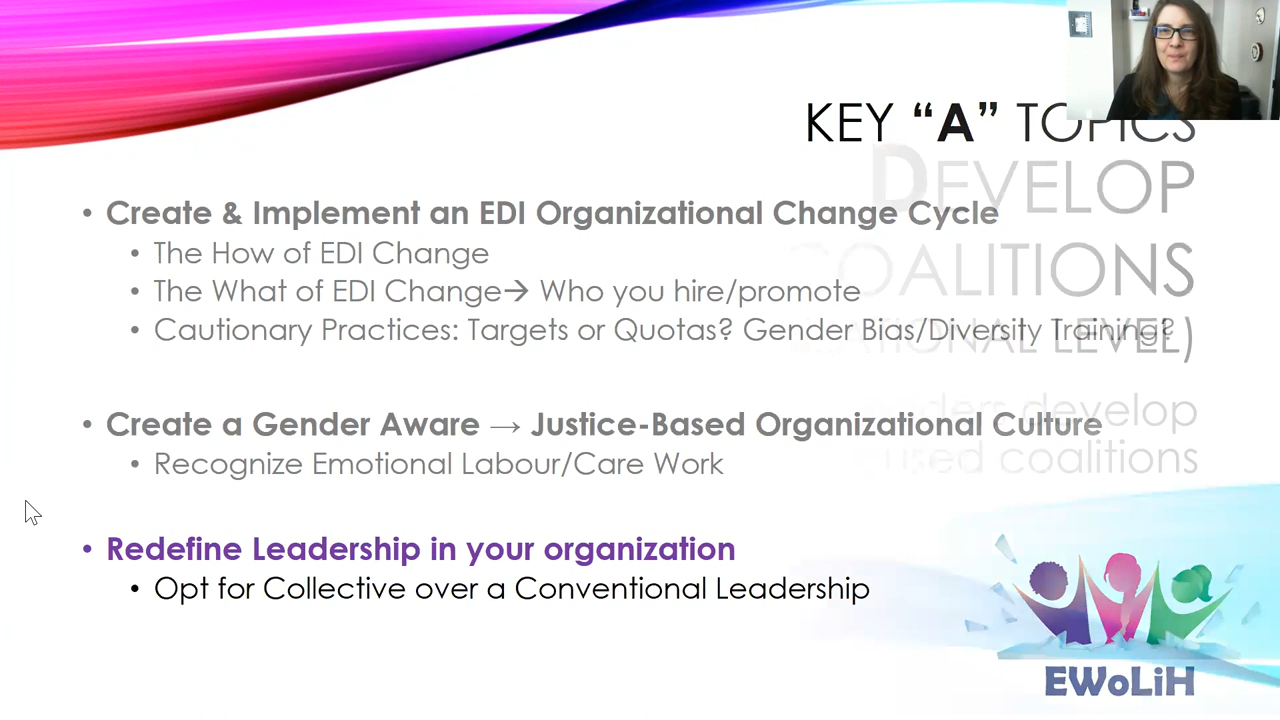 KEY “A” TOPICS
DEVELOP
COALITIONS
LEVEL)
• Create & Implement an EDI Organizational Change Cycle
• The How of EDI Change
• The What of EDI Change→ Who you hire/promote
• Cautionary Practices: Targets or Quotas? Gender Bias/Diversity Training?
develop
coalitions
• Create a Gender Aware → Justice-Based Organizational Culture
• Recognize Emotional Labour/Care Work
• Redefine Leadership in your organization
• Opt for Collective over a Conventional Leadership
EWoLiH